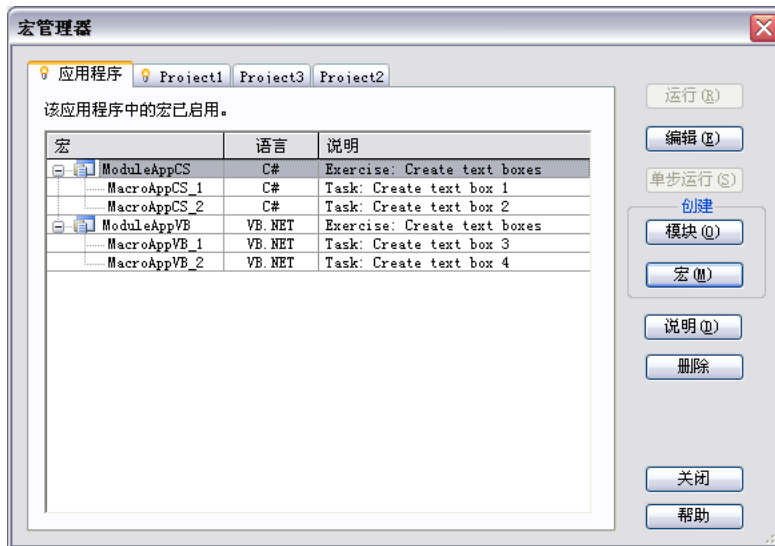 宏管理器
应用程序 Project1 Project3 Project2
该应用程序中的宏已启用。
宏 语言 说明
ModuleAppCS C# Exercise: Create text boxes
MacroAppCS_1 C# Task: Create text box 1
MacroAppCS_2 C# Task: Create text box 2
ModuleAppVB VB.NET Exercise: Create text boxes
MacroAppVB_1 VB.NET Task: Create text box 3
MacroAppVB_2 VB.NET Task: Create text box 4
运行(R)
编辑(E)
单步运行(S)
创建
模块(O)
宏(M)
说明(D)
删除
关闭
帮助